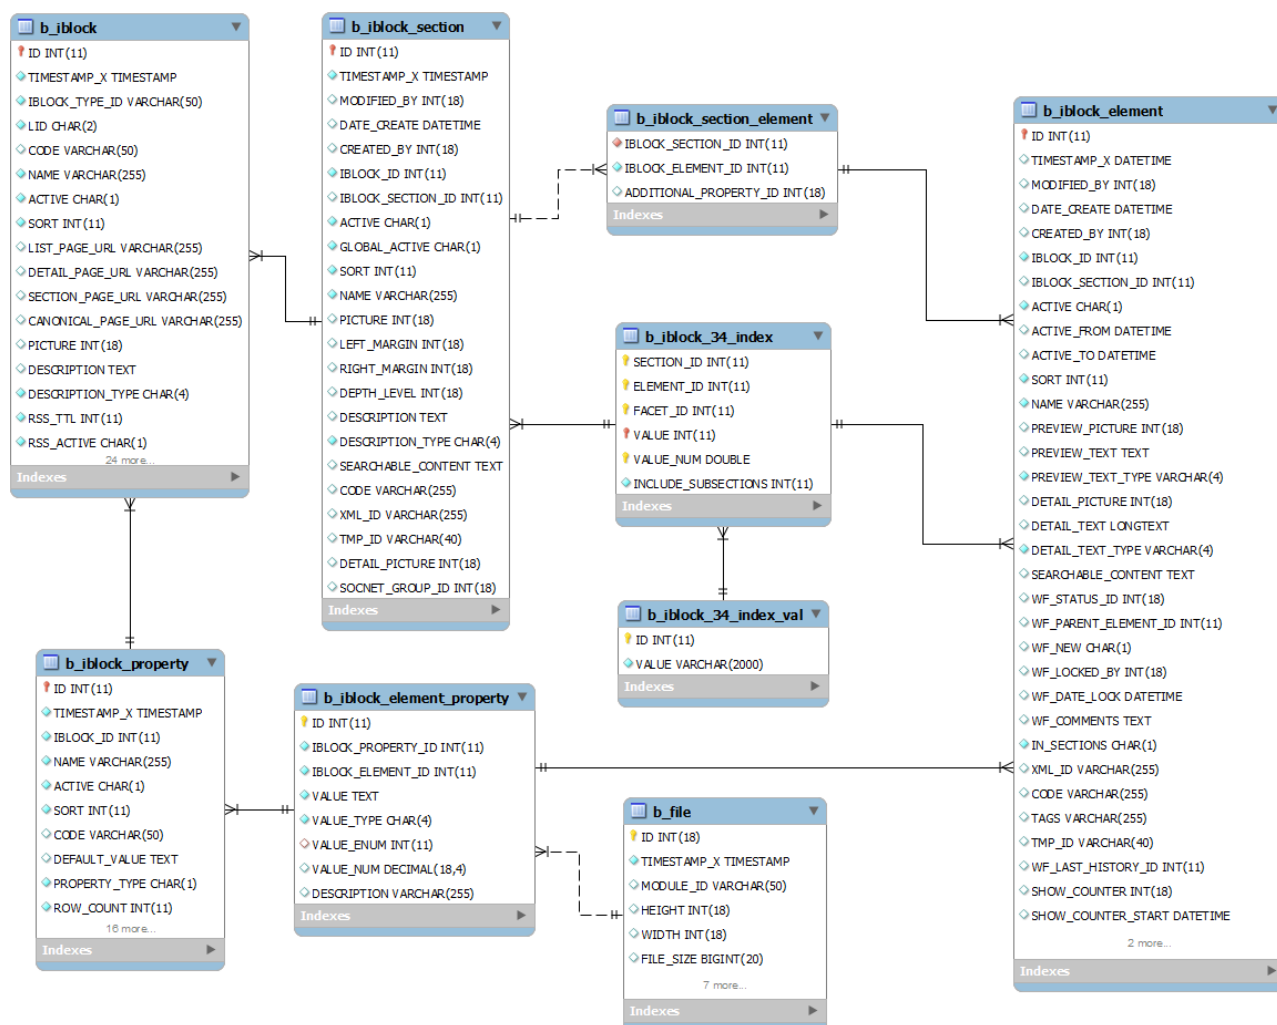 b_iblock
ID INT(11)
TIMESTAMP_X TIMESTAMP
IBLOCK_TYPE_ID VARCHAR(50)
LID CHAR(2)
CODE VARCHAR(50)
NAME VARCHAR(255)
ACTIVE CHAR(1)
SORT INT(11)
LIST_PAGE_URL VARCHAR(255)
DETAIL_PAGE_URL VARCHAR(255)
SECTION_PAGE_URL VARCHAR(255)
CANONICAL_PAGE_URL VARCHAR(255)
PICTURE INT(18)
DESCRIPTION TEXT
DESCRIPTION_TYPE CHAR(4)
RSS_TTL INT(11)
RSS_ACTIVE CHAR(1)
24 more...
Indexes
b_iblock_section
ID INT(11)
TIMESTAMP_X TIMESTAMP
MODIFIED_BY INT(18)
DATE_CREATE DATETIME
CREATED_BY INT(18)
IBLOCK_ID INT(11)
IBLOCK_SECTION_ID INT(11)
ACTIVE CHAR(1)
GLOBAL_ACTIVE CHAR(1)
SORT INT(11)
NAME VARCHAR(255)
PICTURE INT(18)
LEFT_MARGIN INT(18)
RIGHT_MARGIN INT(18)
DEPTH_LEVEL INT(18)
DESCRIPTION TEXT
DESCRIPTION_TYPE CHAR(4)
SEARCHABLE_CONTENT TEXT
CODE VARCHAR(255)
XML_ID VARCHAR(255)
TMP_ID VARCHAR(40)
DETAIL_PICTURE INT(18)
SOCNET_GROUP_ID INT(18)
Indexes
b_iblock_section_element
IBLOCK_SECTION_ID INT(11)
IBLOCK_ELEMENT_ID INT(11)
ADDITIONAL_PROPERTY_ID INT(18)
Indexes
b_iblock_34_index
SECTION_ID INT(11)
ELEMENT_ID INT(11)
FACET_ID INT(11)
VALUE INT(11)
VALUE_NUM DOUBLE
INCLUDE_SUBSECTIONS INT(11)
Indexes
b_iblock_34_index_val
ID INT(11)
VALUE VARCHAR(2000)
Indexes
b_iblock_element
ID INT(11)
TIMESTAMP_X DATETIME
MODIFIED_BY INT(18)
DATE_CREATE DATETIME
CREATED_BY INT(18)
IBLOCK_ID INT(11)
IBLOCK_SECTION_ID INT(11)
ACTIVE CHAR(1)
ACTIVE_FROM DATETIME
ACTIVE_TO DATETIME
SORT INT(11)
NAME VARCHAR(255)
PREVIEW_PICTURE INT(18)
PREVIEW_TEXT TEXT
PREVIEW_TEXT_TYPE VARCHAR(4)
DETAIL_PICTURE INT(18)
DETAIL_TEXT LONGTEXT
DETAIL_TEXT_TYPE VARCHAR(4)
SEARCHABLE_CONTENT TEXT
WF_STATUS_ID INT(18)
WF_PARENT_ELEMENT_ID INT(11)
WF_NEW CHAR(1)
WF_LOCKED_BY INT(18)
WF_DATE_LOCK DATETIME
WF_COMMENTS TEXT
IN_SECTIONS CHAR(1)
XML_ID VARCHAR(255)
CODE VARCHAR(255)
TAGS VARCHAR(255)
TMP_ID VARCHAR(40)
WF_LAST_HISTORY_ID INT(11)
SHOW_COUNTER INT(18)
SHOW_COUNTER_START DATETIME
2 more...
Indexes
b_iblock_property
ID INT(11)
TIMESTAMP_X TIMESTAMP
IBLOCK_ID INT(11)
NAME VARCHAR(255)
ACTIVE CHAR(1)
SORT INT(11)
CODE VARCHAR(50)
DEFAULT_VALUE TEXT
PROPERTY_TYPE CHAR(1)
ROW_COUNT INT(11)
16 more...
Indexes
b_iblock_element_property
ID INT(11)
IBLOCK_PROPERTY_ID INT(11)
IBLOCK_ELEMENT_ID INT(11)
VALUE TEXT
VALUE_TYPE CHAR(4)
VALUE_ENUM INT(11)
VALUE_NUM DECIMAL(18,4)
DESCRIPTION VARCHAR(255)
Indexes
b_file
ID INT(18)
TIMESTAMP_X TIMESTAMP
MODULE_ID VARCHAR(50)
HEIGHT INT(18)
WIDTH INT(18)
FILE_SIZE BIGINT(20)
7 more...
Indexes